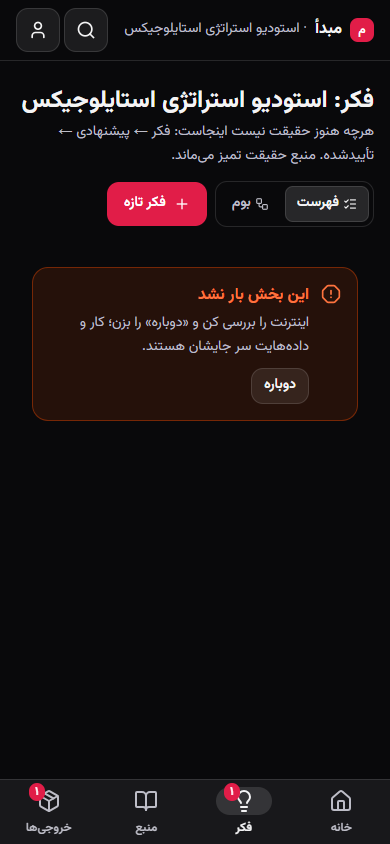 م مبدأ · استودیو استراتژی استایلوجیکس
فکر: استودیو استراتژی استایلوجیکس
هرچه هنوز حقیقت نیست اینجاست: فکر ← پیشنهادی ←
تأییدشده. منبع حقیقت تمیز می‌ماند.
فهرست بوم فکر تازه
این بخش بار نشد
اینترنت را بررسی کن و «دوباره» را بزن؛ کار و
داده‌هایت سر جایشان هستند.
دوباره
۱ ۱
خانه فکر منبع خروجی‌ها